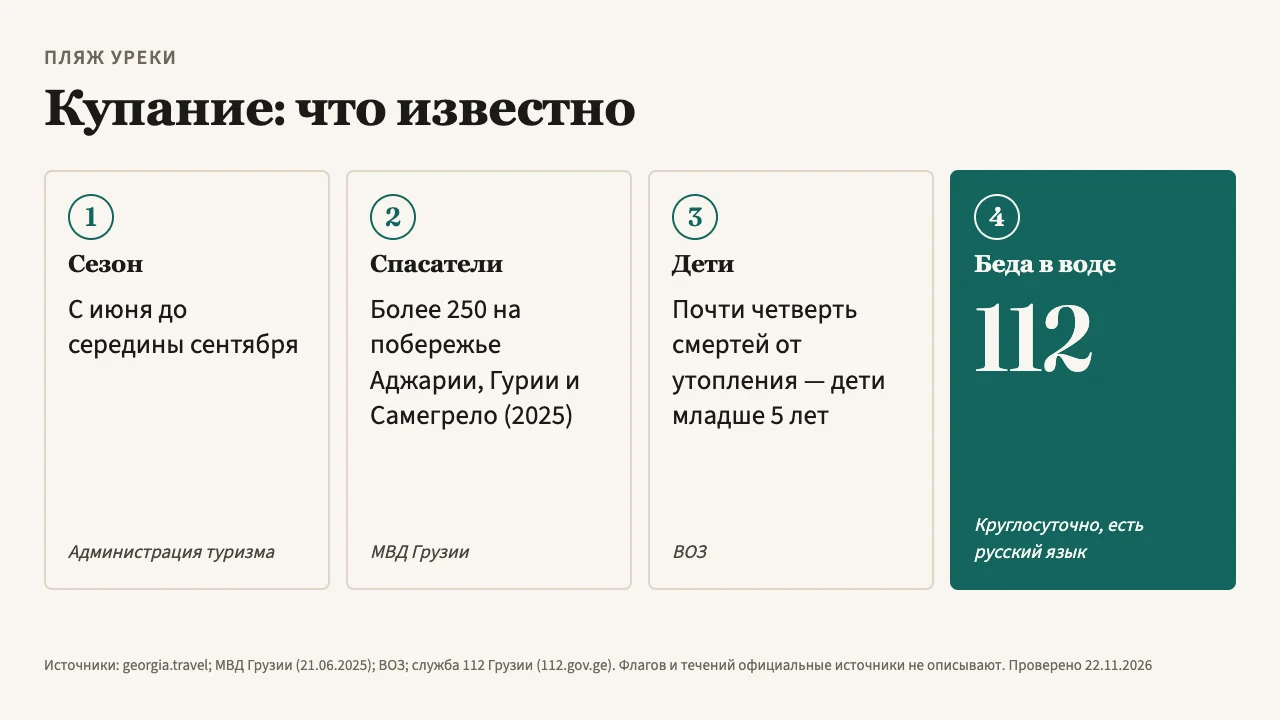 ПЛЯЖ УРЕКИ
Купание: что известно
1
Сезон
С июня до
середины сентября
Администрация туризма
2
Спасатели
Более 250 на
побережье
Аджарии, Гурии и
Самегрело (2025)
МВД Грузии
3
Дети
Почти четверть
смертей от
утопления — дети
младше 5 лет
ВОЗ
4
Беда в воде
112
Круглосуточно, есть
русский язык
Источники: georgia.travel; МВД Грузии (21.06.2025); ВОЗ; служба 112 Грузии (112.gov.ge). Флагов и течений официальные источники не описывают. Проверено 22.11.2026